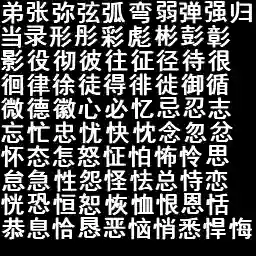 弟张弥弦弧弯弱弹强归
当录形彤彩彪彬彭彰
影役彻彼往征径待很
徊律徐徒得徘徙御循
微德徽心必忆忌忍志
忘忙忠忧快忱念忽忿
怀态怎怒怔怕怖怜思
怠急性怨怪怯总恃恋
恍恐恒恕恢恤恨恩恬
恭息恰恳恶恼悄悉悍悔